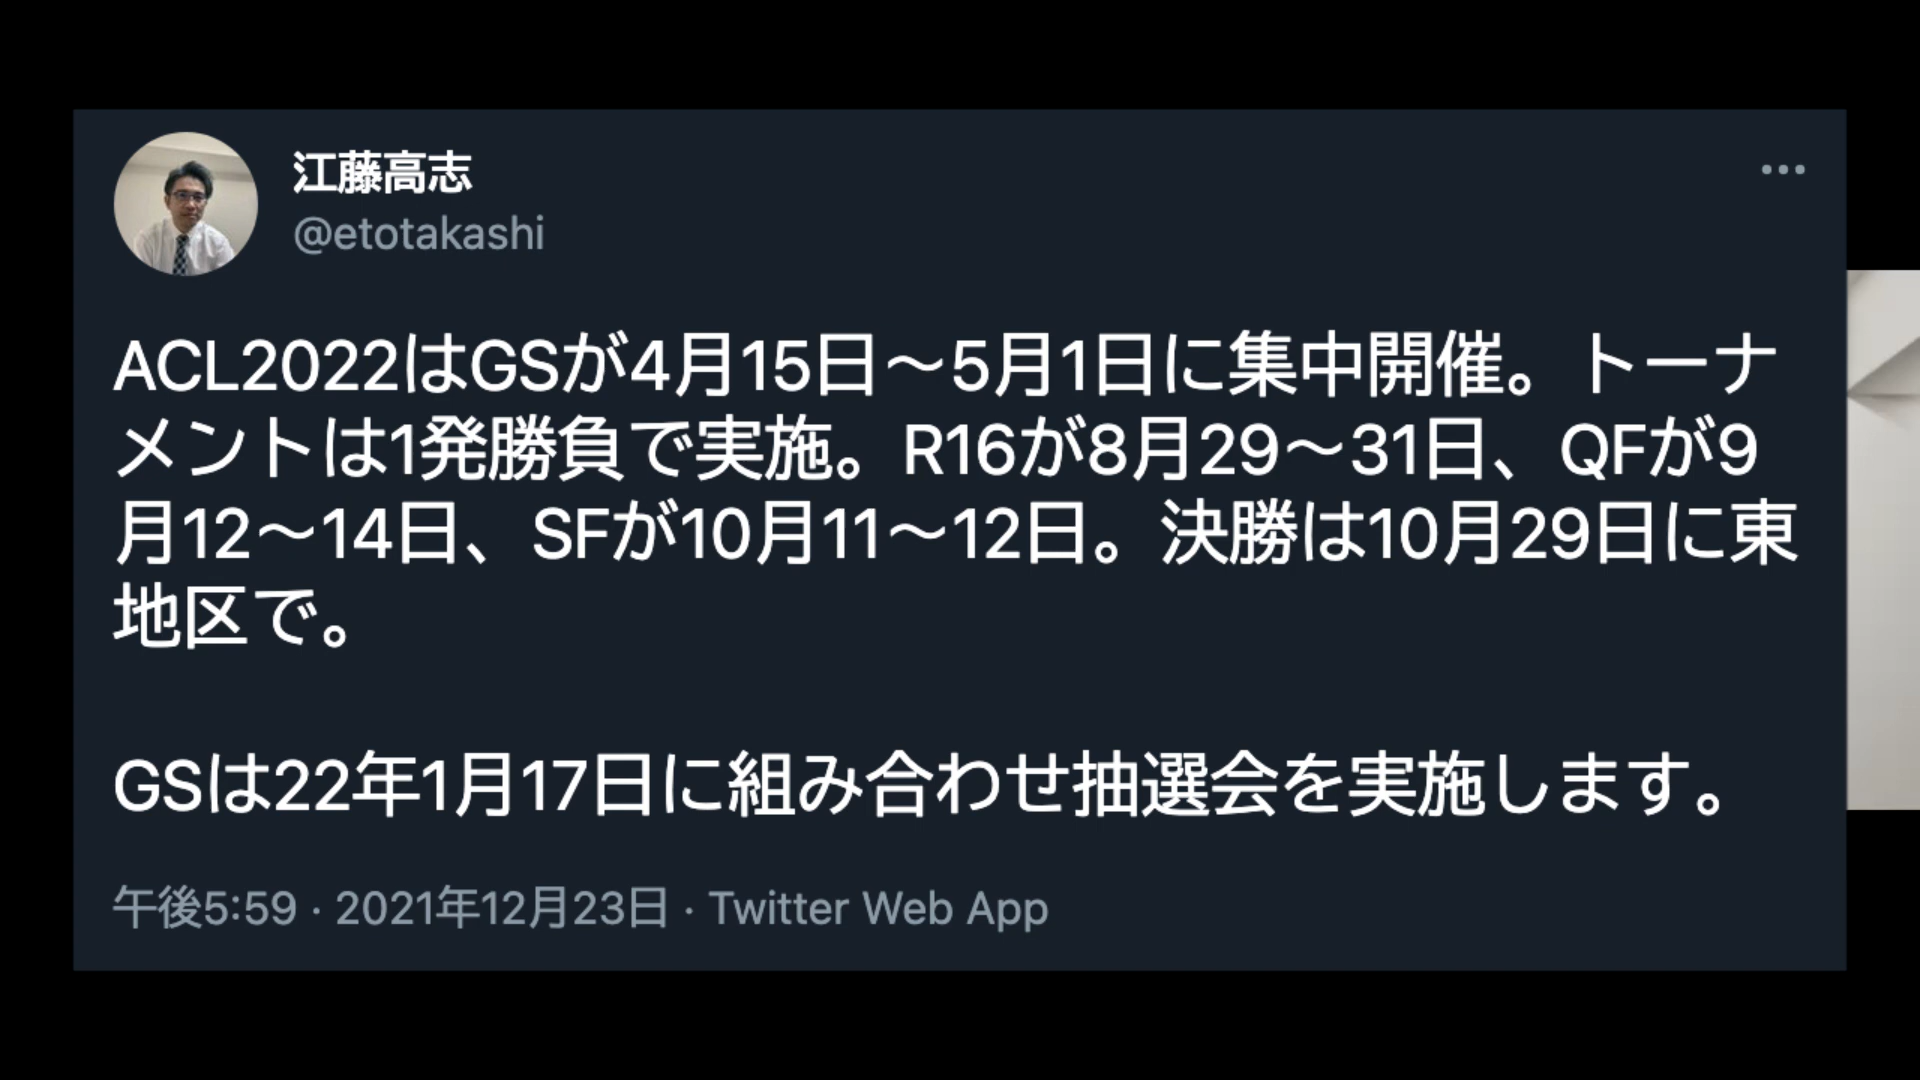 江藤高志
@etotakashi
ACL2022はGSが4月15日〜5月1日に集中開催。トーナ
メントは1発勝負で実施。R16が8月29〜31日、QFが9
月12〜14日、SFが10月11〜12日。決勝は10月29日に東
地区で。
GSは22年1月17日に組み合わせ抽選会を実施します。
午後5:59 · 2021年12月23日 · Twitter Web App